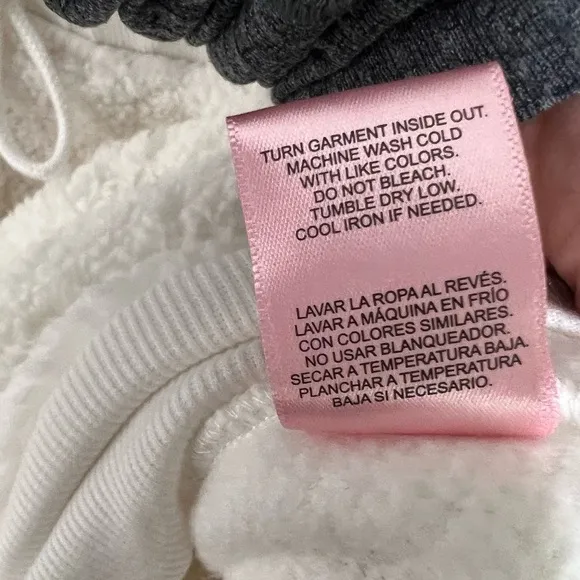 TURN GARMENT INSIDE OUT.
MACHINE WASH COLD
WITH LIKE COLORS.
DO NOT BLEACH.
TUMBLE DRY LOW.
COOL IRON IF NEEDED.
LAVAR LA ROPA AL REVÉS.
LAVAR A MÁQUINA EN FRÍO
CON COLORES SIMILARES.
NO USAR BLANQUEADOR.
SECAR A TEMPERATURA BAJA.
PLANCHAR A TEMPERATURA
BAJA SI NECESARIO.